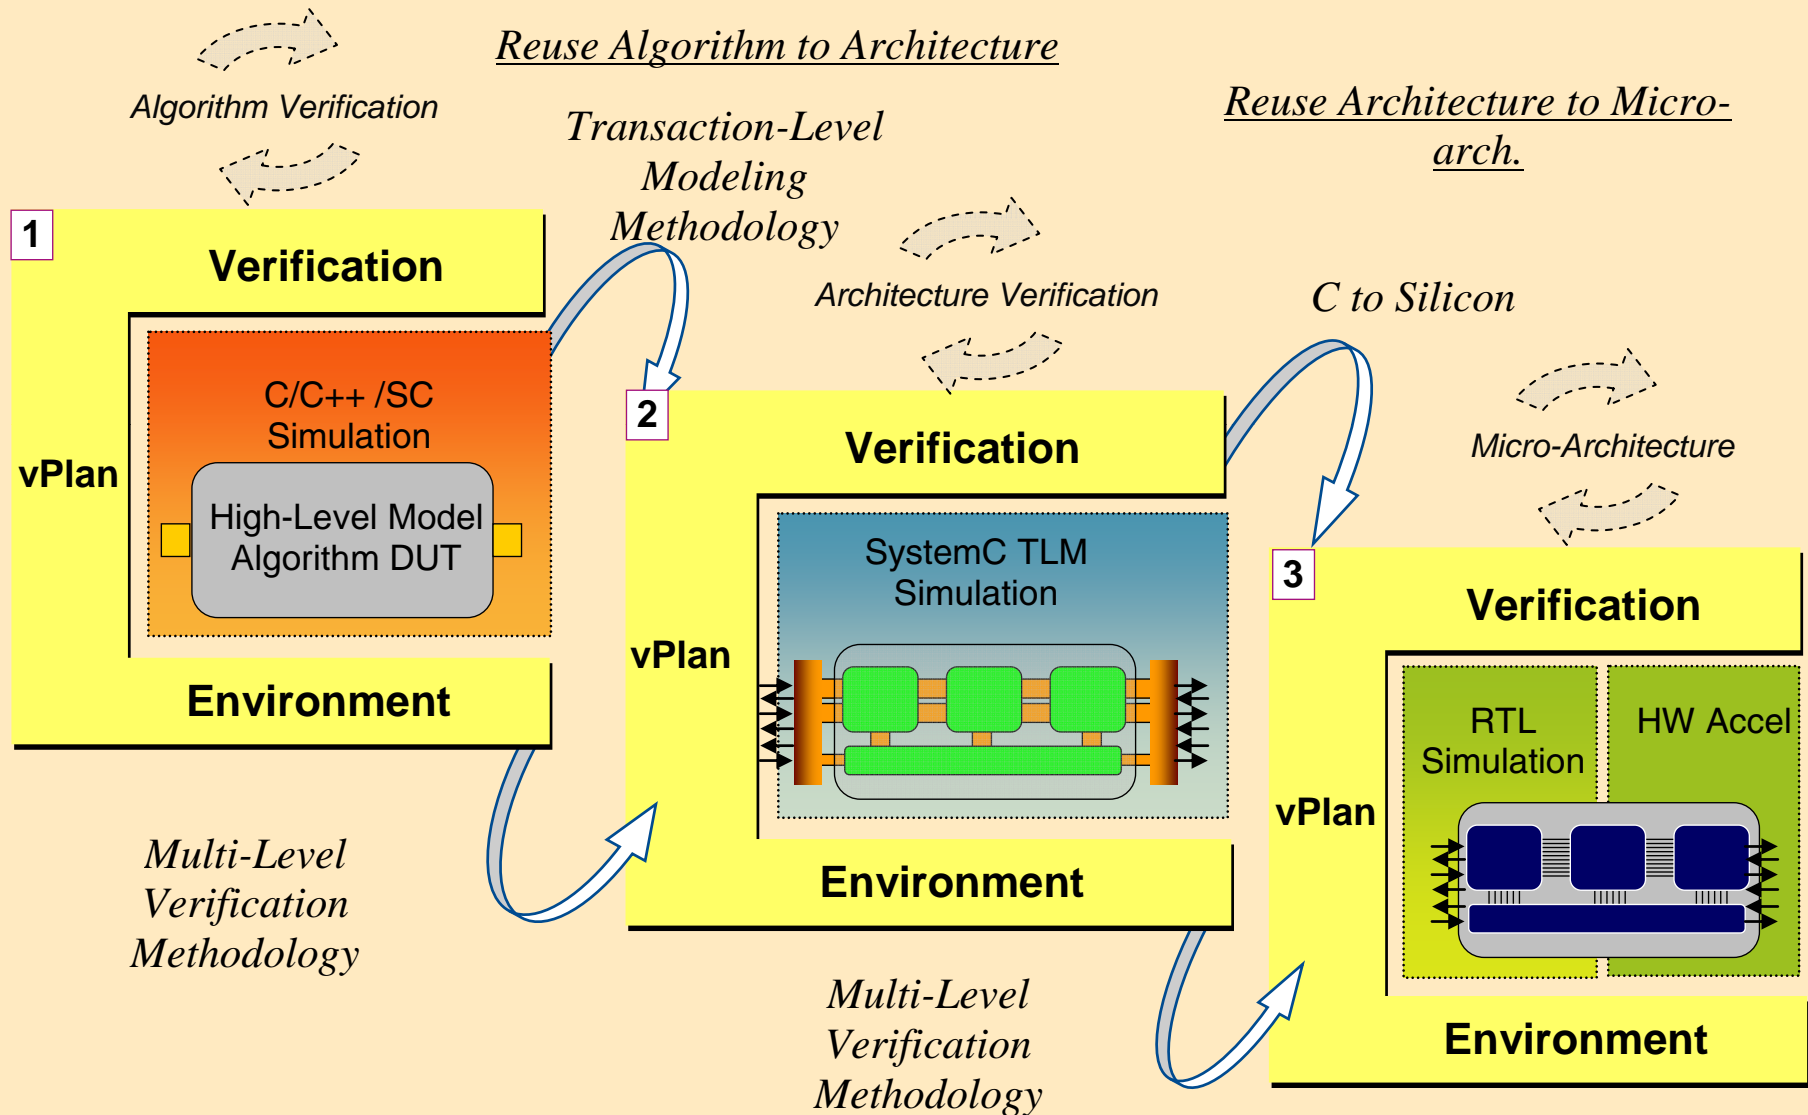 Reuse Algorithm to Architecture
Algorithm Verification
Transaction-Level
Modeling
Methodology
Reuse Architecture to Micro-
arch.
1
Verification
vPlan
C/C++ /SC
Simulation
High-Level Model
Algorithm DUT
Environment
Architecture Verification
C to Silicon
2
Verification
vPlan
SystemC TLM
Simulation
Environment
Micro-Architecture
3
Verification
vPlan
RTL
Simulation
HW Accel
Environment
Multi-Level
Verification
Methodology
Multi-Level
Verification
Methodology